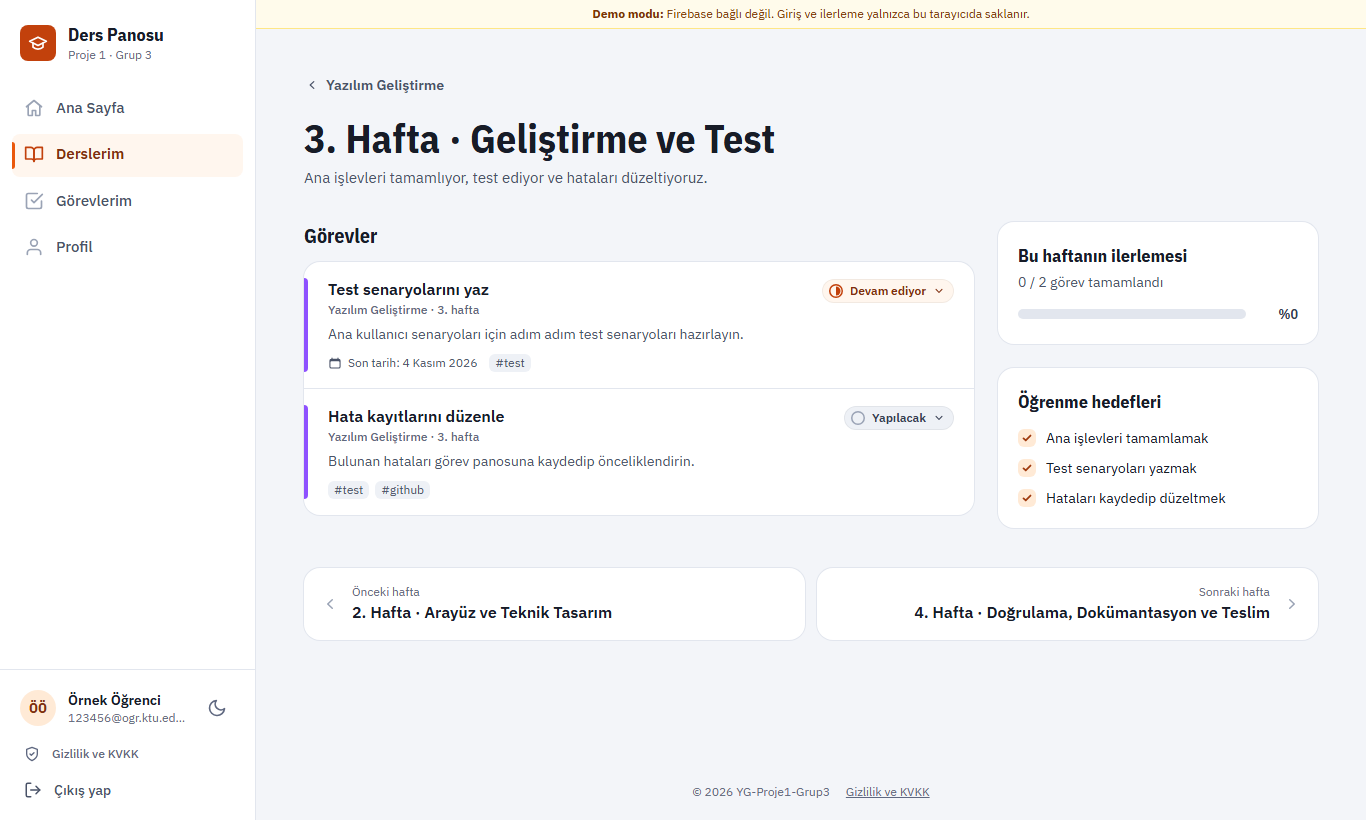 Demo modu: Firebase bağlı değil. Giriş ve ilerleme yalnızca bu tarayıcıda saklanır.
Ders Panosu
Proje 1 · Grup 3
Ana Sayfa
Derslerim
Görevlerim
Profil
Yazılım Geliştirme
3. Hafta · Geliştirme ve Test
Ana işlevleri tamamlıyor, test ediyor ve hataları düzeltiyoruz.
Görevler
Test senaryolarını yaz
Devam ediyor
Yazılım Geliştirme · 3. hafta
Ana kullanıcı senaryoları için adım adım test senaryoları hazırlayın.
Son tarih: 4 Kasım 2026 #test
Hata kayıtlarını düzenle
Yapılacak
Yazılım Geliştirme · 3. hafta
Bulunan hataları görev panosuna kaydedip önceliklendirin.
#test #github
Bu haftanın ilerlemesi
0 / 2 görev tamamlandı
%0
Öğrenme hedefleri
Ana işlevleri tamamlamak
Test senaryoları yazmak
Hataları kaydedip düzeltmek
Önceki hafta
2. Hafta · Arayüz ve Teknik Tasarım
Sonraki hafta
4. Hafta · Doğrulama, Dokümantasyon ve Teslim
ÖÖ
Örnek Öğrenci
123456@ogr.ktu.ed...
Gizlilik ve KVKK
Çıkış yap
© 2026 YG-Proje1-Grup3 Gizlilik ve KVKK